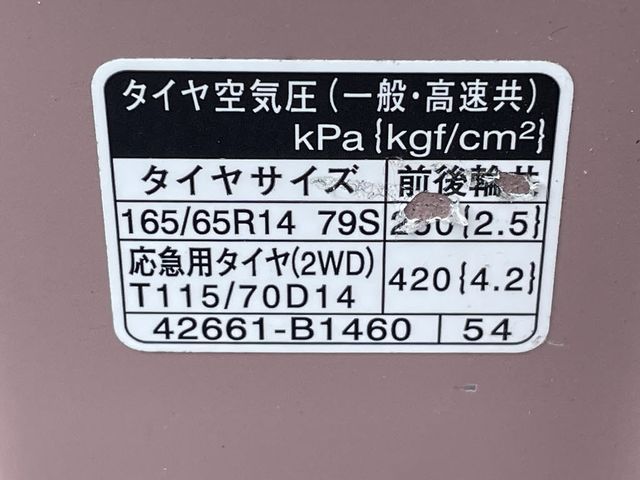 タイヤ空気圧(一般・高速共)
kPa{kgf/cm2}
タイヤサイズ 前後輪共
165/65R14 79S 250{2.5}
応急用タイヤ(2WD)
T115/70D14 420{4.2}
42661-B1460 54